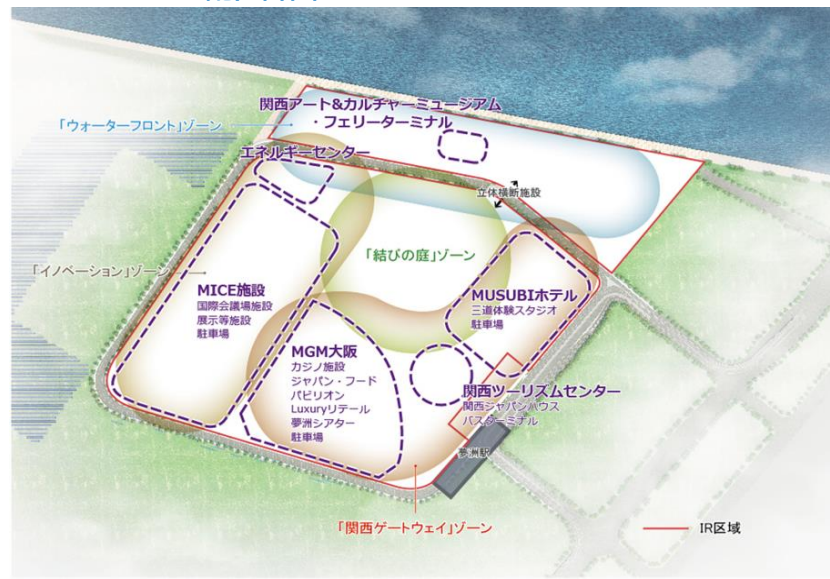 関西アート&カルチャーミュージアム
・フェリーターミナル
「ウォーターフロント」ゾーン
エネルギーセンター
立体横断施設
「結びの庭」ゾーン
「イノベーション」ゾーン
MICE施設
国際会議場施設
展示等施設
駐車場
MUSUBIホテル
三道体験スタジオ
駐車場
MGM大阪
カジノ施設
ジャパン・フード
パビリオン
Luxuryリテール
夢洲シアター
駐車場
関西ツーリズムセンター
関西ジャパンハウス
バスターミナル
夢洲駅
「関西ゲートウェイ」ゾーン
IR区域